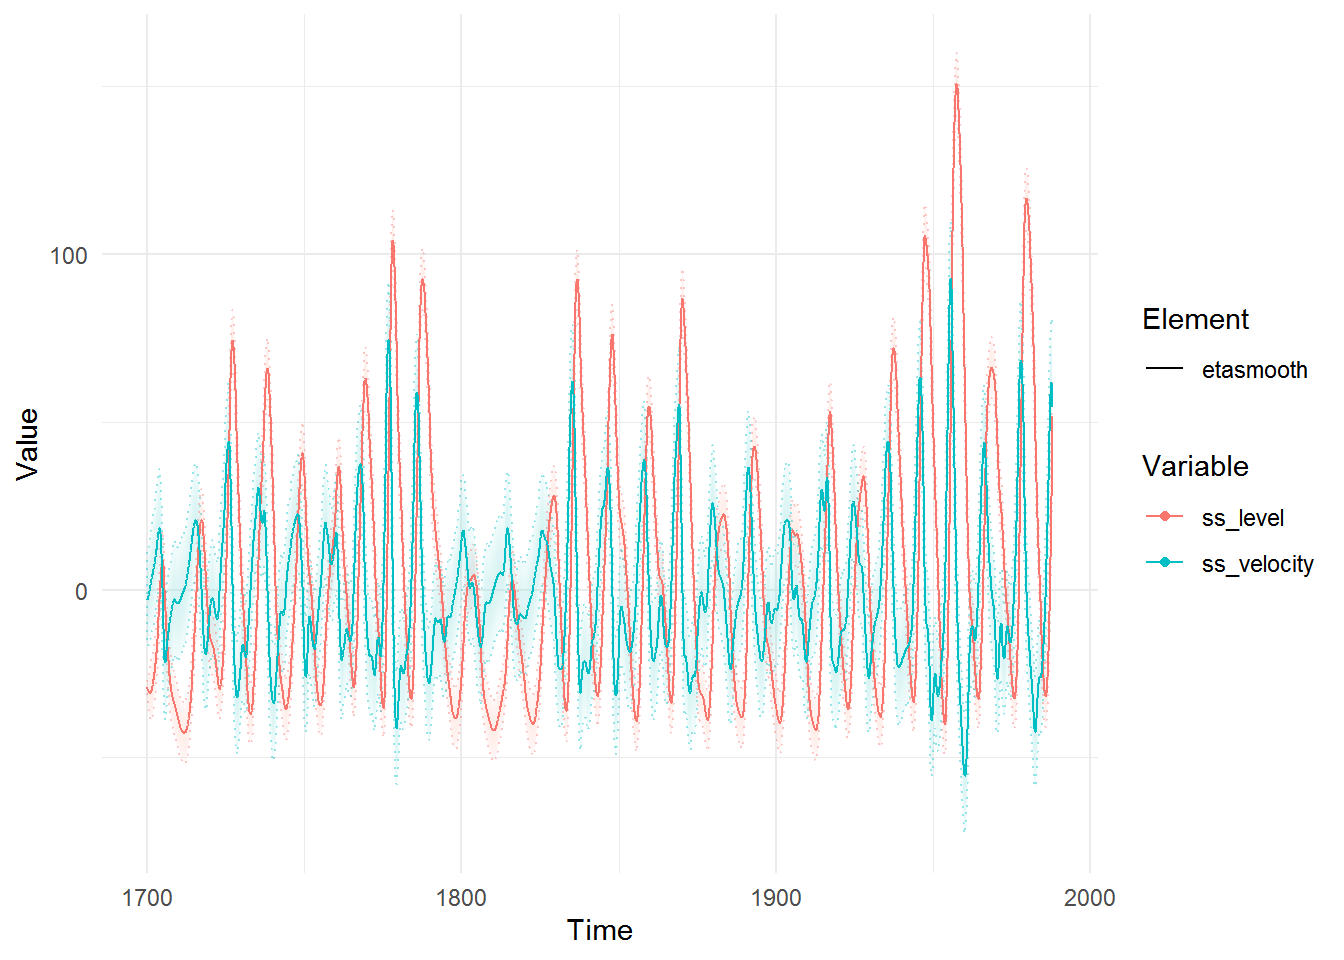 Value
100
0
1700 1800 1900 2000
Time
Element
etasmooth
Variable
ss_level
ss_velocity